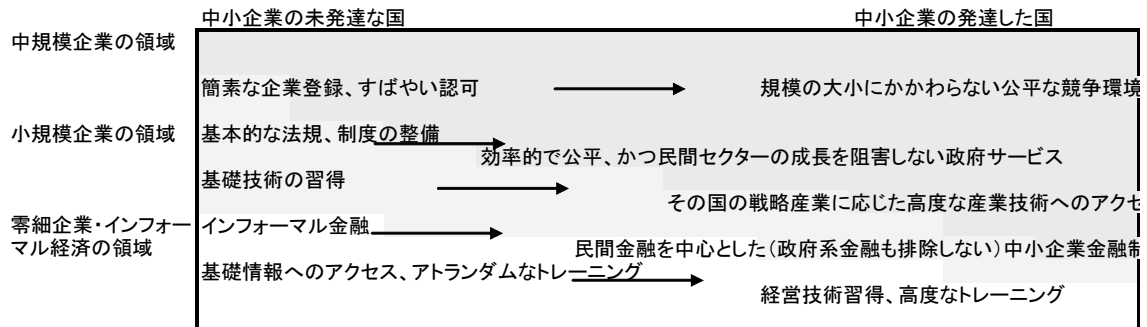 中小企業の未発達な国
中小企業の発達した国
中規模企業の領域
簡素な企業登録、すばやい認可
規模の大小にかかわらない公平な競争環境
小規模企業の領域
基本的な法規、制度の整備
効率的で公平、かつ民間セクターの成長を阻害しない政府サービス
基礎技術の習得
その国の戦略産業に応じた高度な産業技術へのアクセ
零細企業・インフォー
マル経済の領域
インフォーマル金融
民間金融を中心とした（政府系金融も排除しない）中小企業金融制
基礎情報へのアクセス、アトランダムなトレーニング
経営技術習得、高度なトレーニング